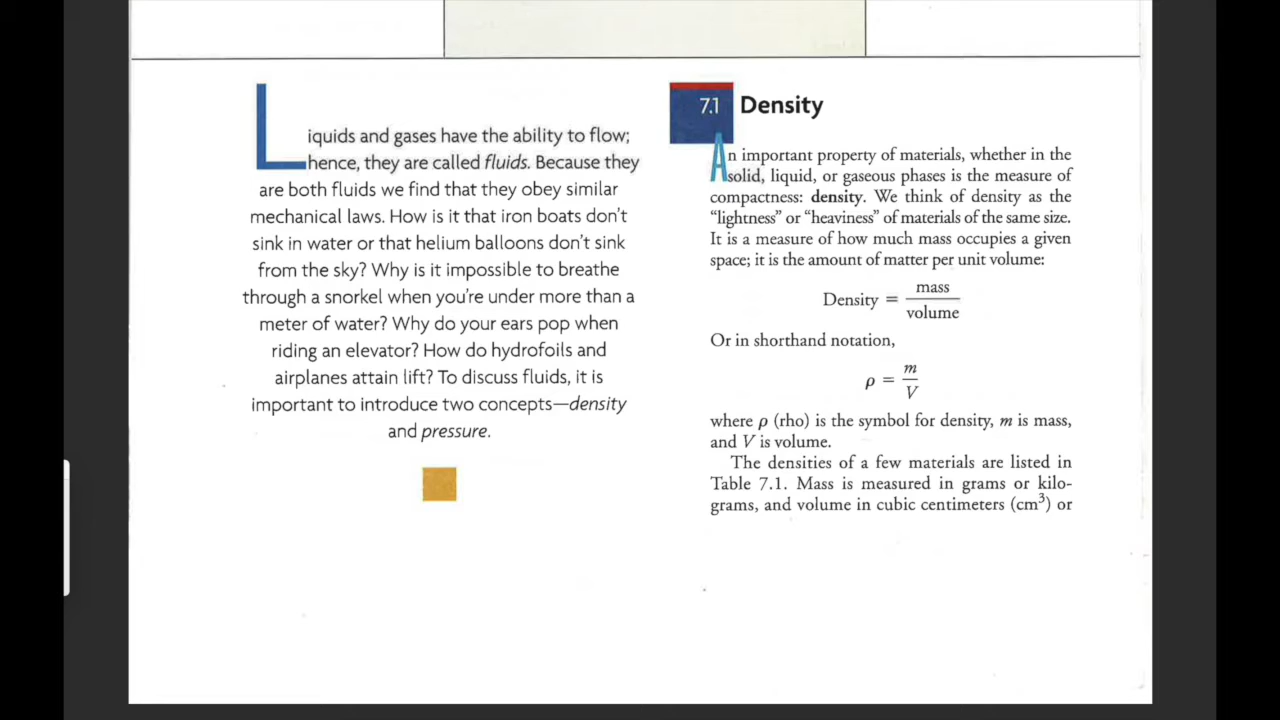 Liquids and gases have the ability to flow;
hence, they are called fluids. Because they
are both fluids we find that they obey similar
mechanical laws. How is it that iron boats don't
sink in water or that helium balloons don't sink
from the sky? Why is it impossible to breathe
through a snorkel when you're under more than a
meter of water? Why do your ears pop when
riding an elevator? How do hydrofoils and
airplanes attain lift? To discuss fluids, it is
important to introduce two concepts—density
and pressure.
7.1 Density
An important property of materials, whether in the
solid, liquid, or gaseous phases is the measure of
compactness: density. We think of density as the
“lightness” or “heaviness” of materials of the same size.
It is a measure of how much mass occupies a given
space; it is the amount of matter per unit volume:
Density = mass / volume
Or in shorthand notation,
ρ = m / V
where ρ (rho) is the symbol for density, m is mass,
and V is volume.
The densities of a few materials are listed in
Table 7.1. Mass is measured in grams or kilo-
grams, and volume in cubic centimeters (cm³) or